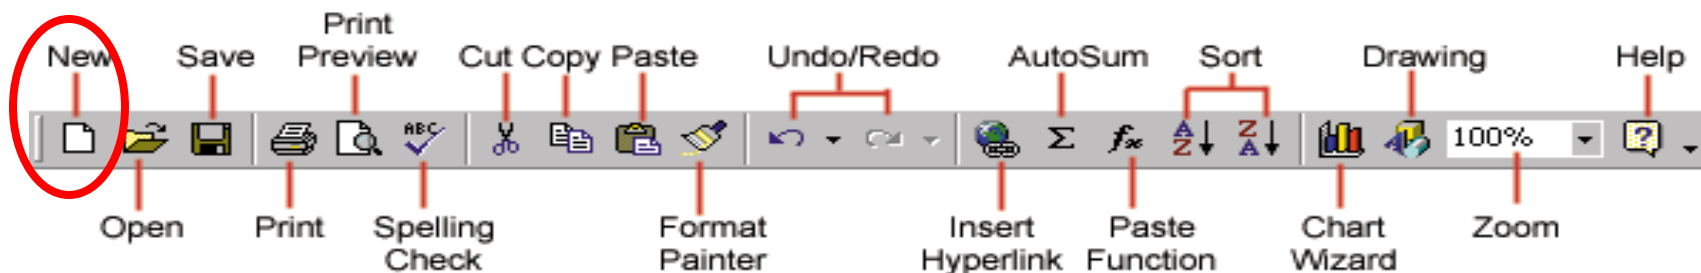 Print
New Save Preview Cut Copy Paste Undo/Redo AutoSum Sort Drawing Help
ABC Σ fx A Z Z A 100% ?
Open Print Spelling Format Insert Paste Chart Zoom
Check Painter Hyperlink Function Wizard